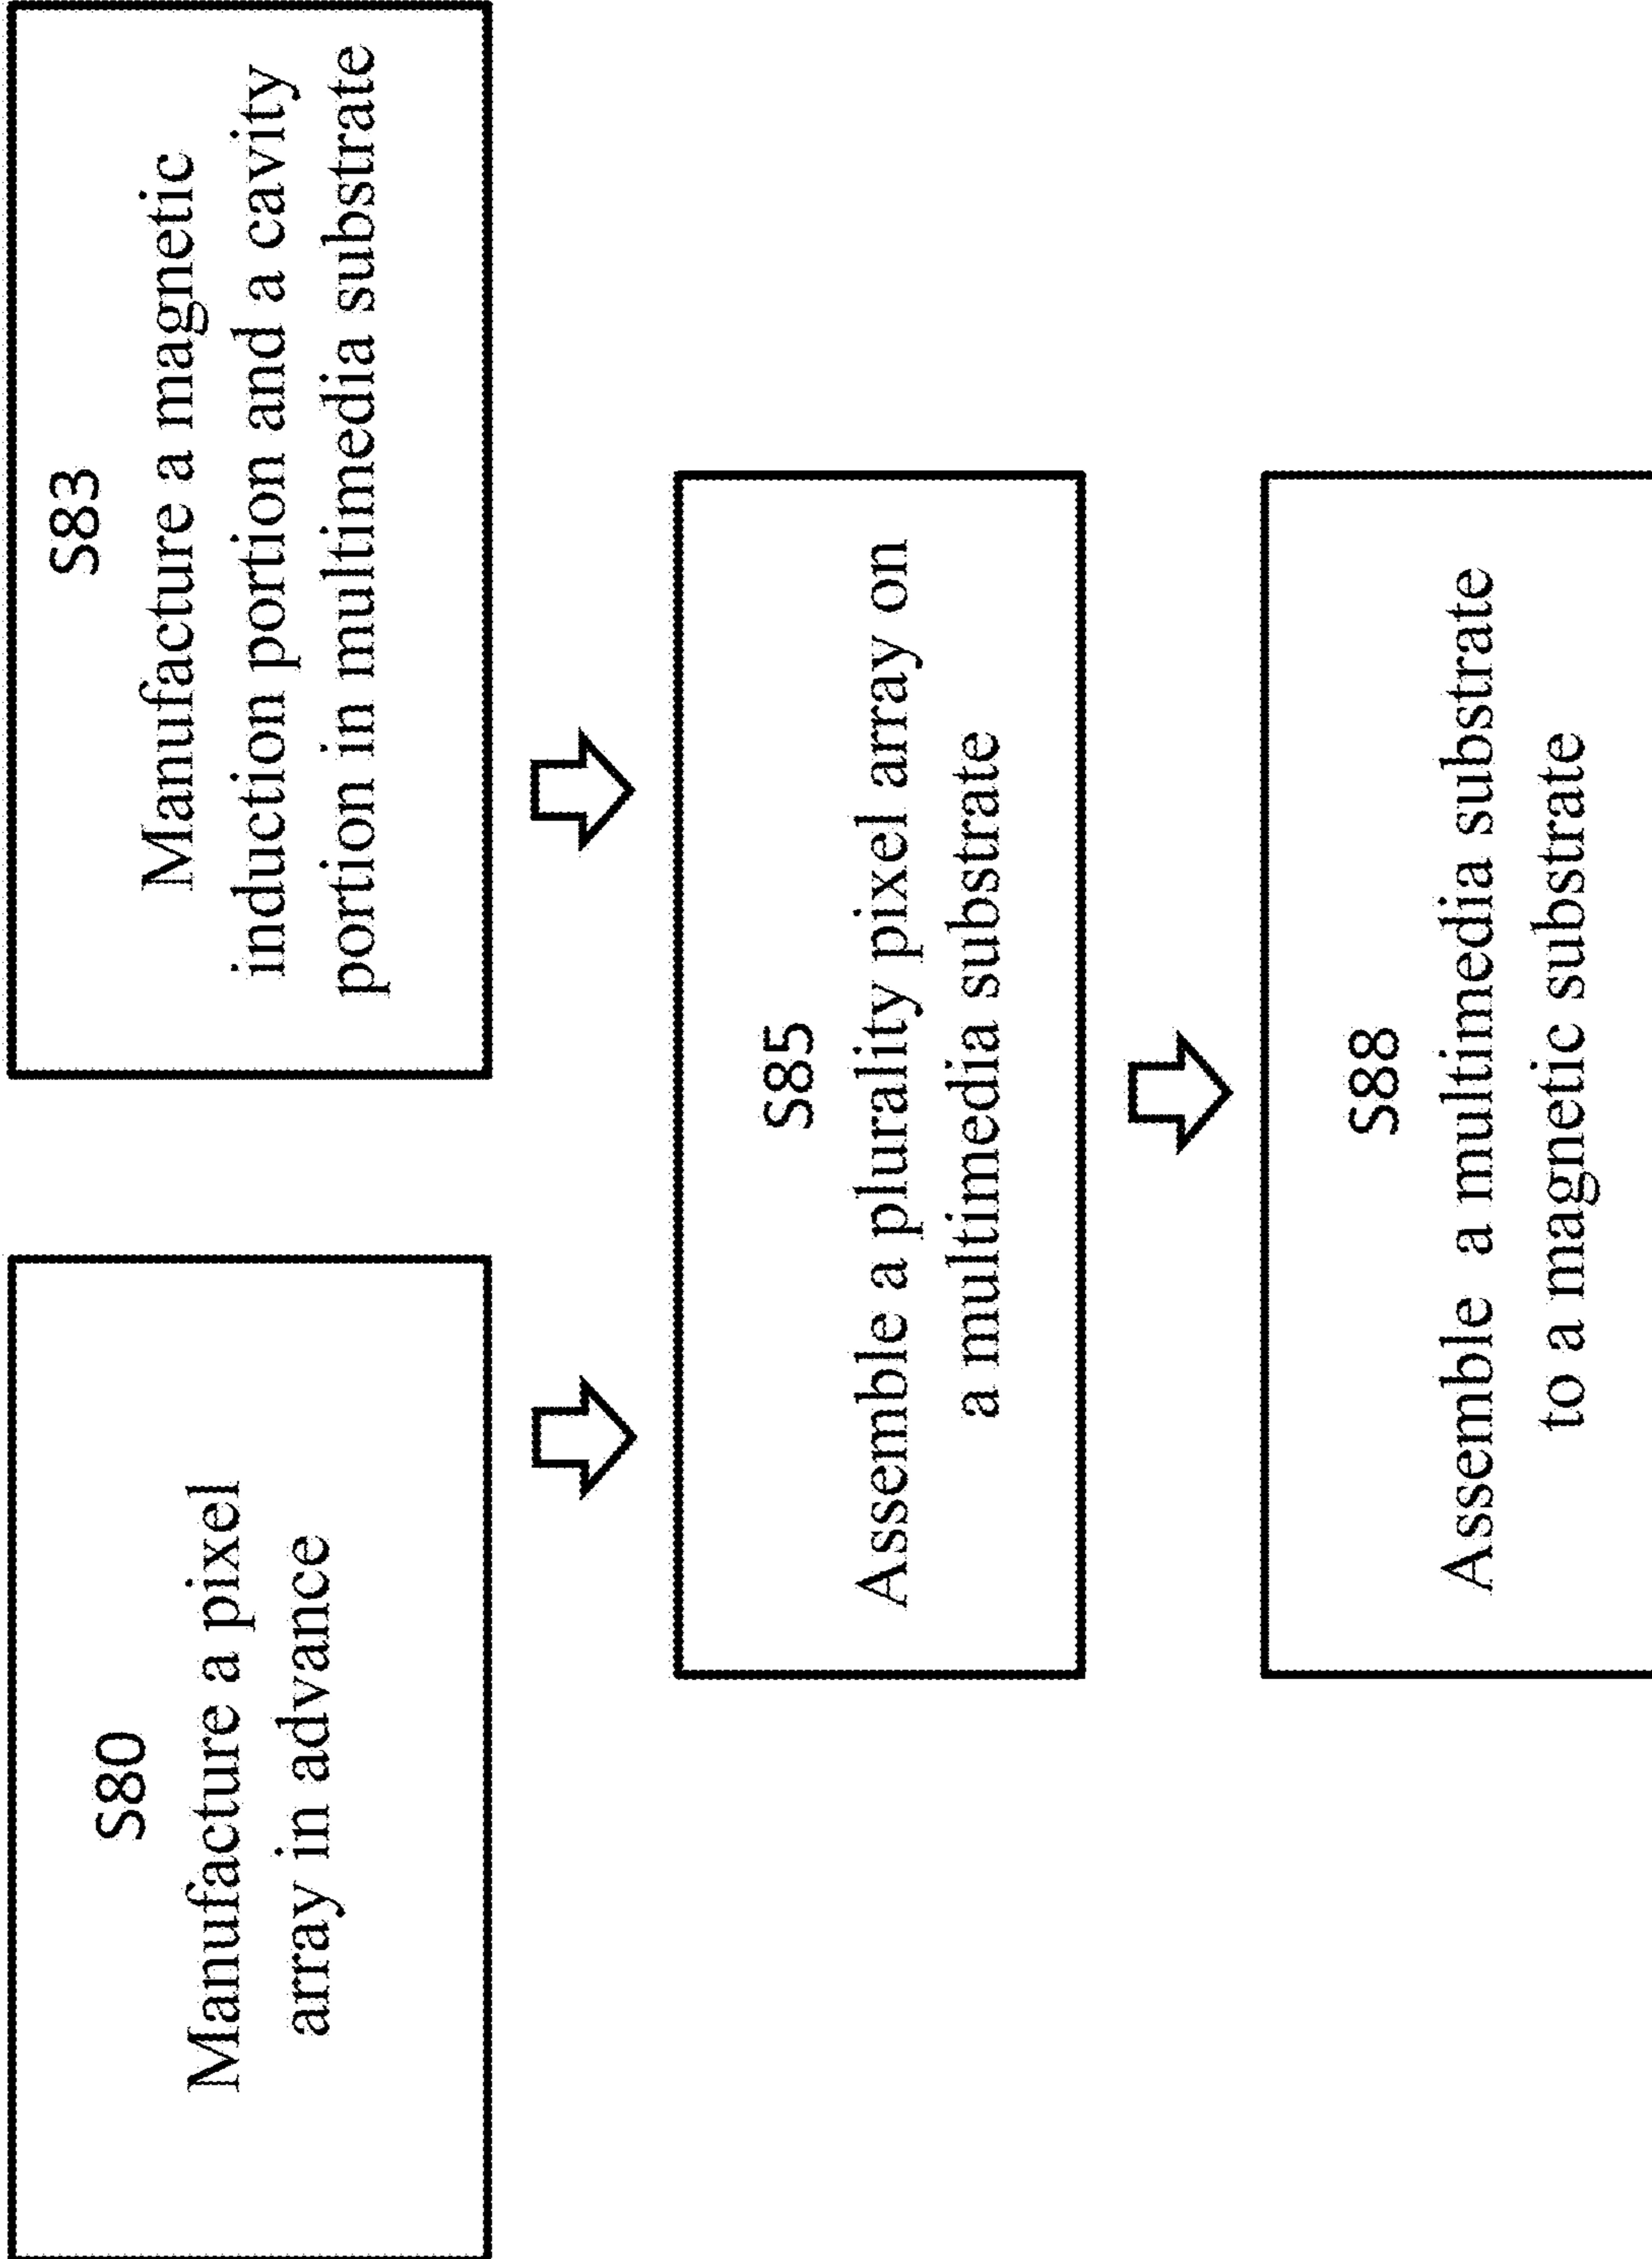 S80
Manufacture a pixel
array in advance
S83
Manufacture a magnetic
induction portion and a cavity
portion in multimedia substrate
S85
Assemble a plurality pixel array on
a multimedia substrate
S88
Assemble a multimedia substrate
to a magnetic substrate